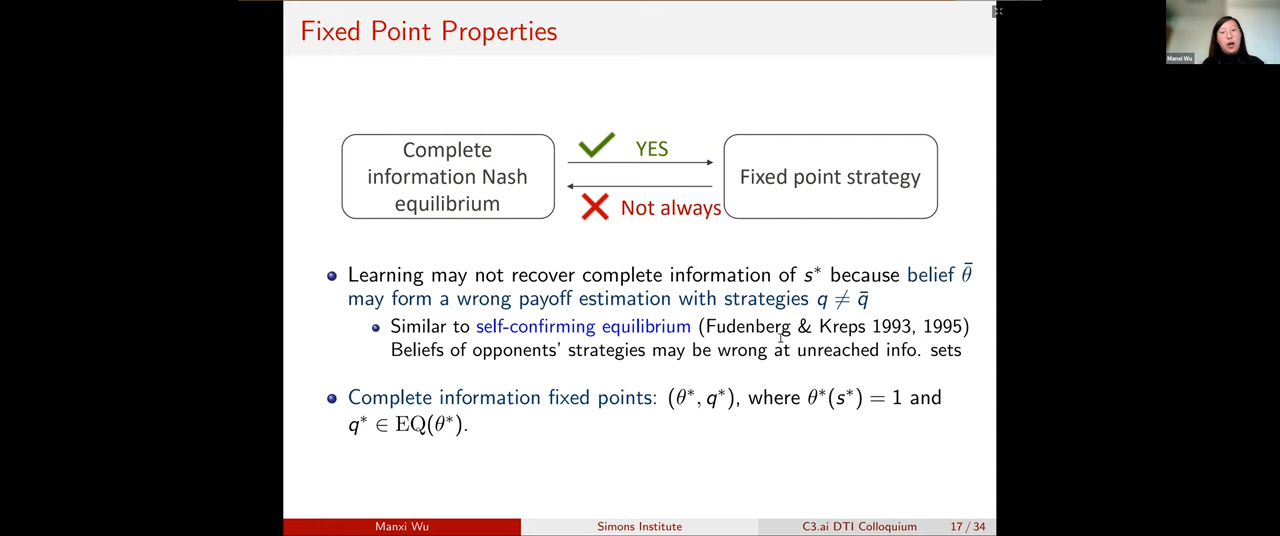 Fixed Point Properties
Manxi Wu
Complete
information Nash
equilibrium
YES
Not always
Fixed point strategy
Learning may not recover complete information of s* because belief θ̄
may form a wrong payoff estimation with strategies q ≠ q̄
Similar to self-confirming equilibrium (Fudenberg & Kreps 1993, 1995)
Beliefs of opponents' strategies may be wrong at unreached info. sets
Complete information fixed points: (θ*, q*), where θ*(s*) = 1 and
q* ∈ EQ(θ*).
Manxi Wu
Simons Institute
C3.ai DTI Colloquium
17 / 34